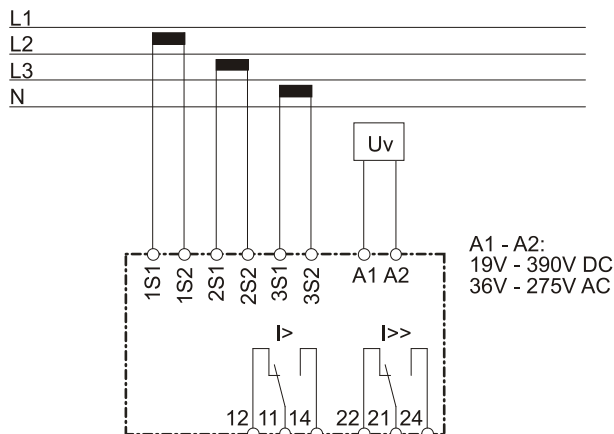 L1
L2
L3
N
Uv
1S1 1S2 2S1 2S2 3S1 3S2 A1 A2
A1 - A2:
19V - 390V DC
36V - 275V AC
I> I>>
12 11 14 22 21 24